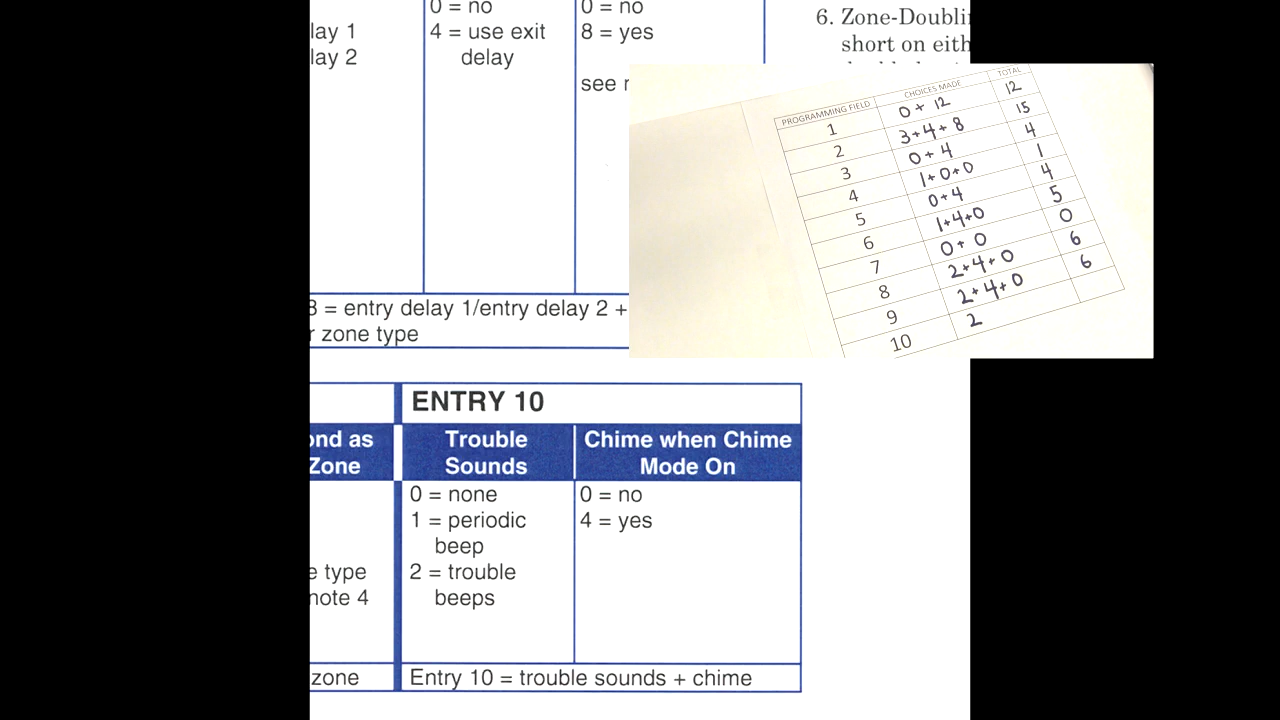 0 = no
0 = no
6. Zone-Doublin
lay 1
4 = use exit
8 = yes
short on eith
lay 2
delay
see r
PROGRAMMING FIELD CHOICES MADE TOTAL
1 0 + 12 12
2 3+4+8 15
3 0+4 4
4 1+0+0 1
5 0+4 4
6 1+4+0 5
7 0+0 0
8 2+4+0 6
9 2+4+0 6
10 2
= entry delay 1/entry delay 2 +
r zone type
ENTRY 10
ond as
Zone
Trouble
Sounds
Chime when Chime
Mode On
0 = none
1 = periodic
beep
2 = trouble
beeps
0 = no
4 = yes
e type
note 4
zone
Entry 10 = trouble sounds + chime